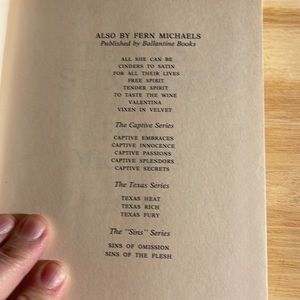 ALSO BY FERN MICHAELS
Published by Ballantine Books
ALL SHE CAN BE
CINDERS TO SATIN
FOR ALL THEIR LIVES
FREE SPIRIT
TENDER SPIRIT
TO TASTE THE WINE
VALENTINA
VIXEN IN VELVET
The Captive Series
CAPTIVE EMBRACES
CAPTIVE INNOCENCE
CAPTIVE PASSIONS
CAPTIVE SPLENDORS
CAPTIVE SECRETS
The Texas Series
TEXAS HEAT
TEXAS RICH
TEXAS FURY
The "Sins" Series
SINS OF OMISSION
SINS OF THE FLESH